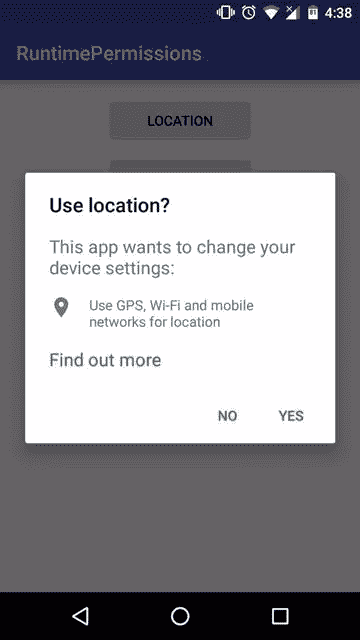 4:38
RuntimePermissions
LOCATION
Use location?
This app wants to change your
device settings:
Use GPS, Wi-Fi and mobile
networks for location
Find out more
NO
YES